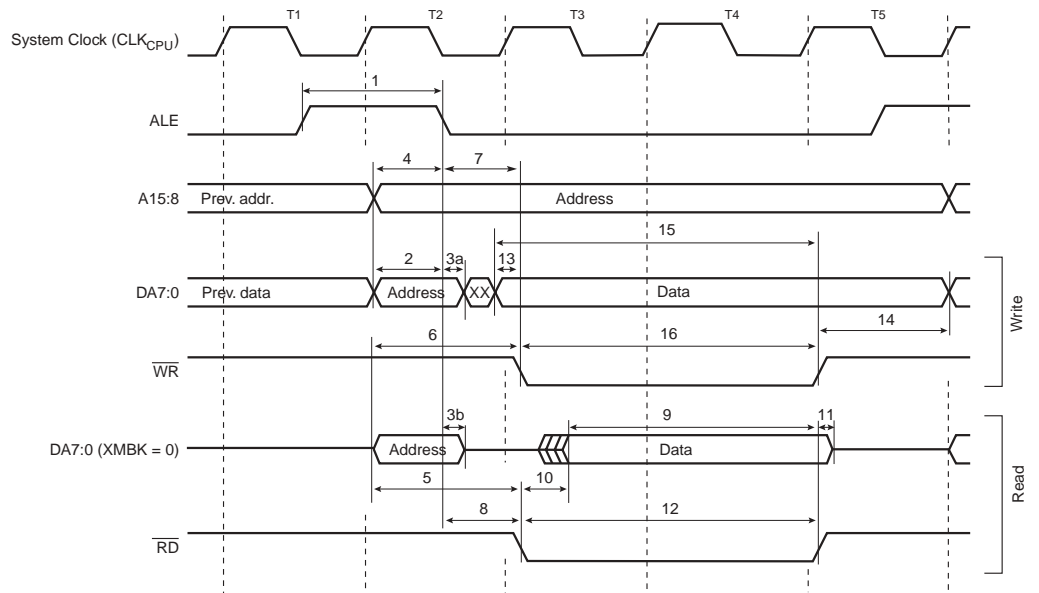 T1 T2 T3 T4 T5
System Clock (CLKCPU)
1
ALE
4 7
A15:8 Prev. addr. Address
15
2 3a 13
DA7:0 Prev. data Address XX Data
14
6 16
WR
Write
3b 9 11
DA7:0 (XMBK = 0) Address Data
5 10
8 12
RD
Read